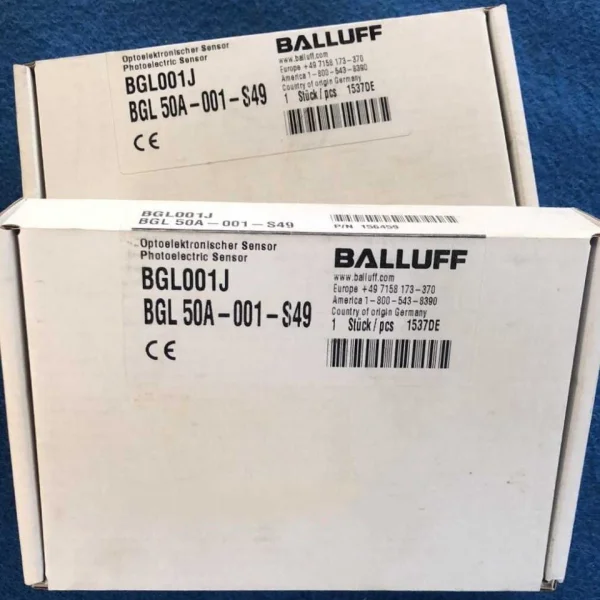 Optoelektronischer Sensor
Photoelectric Sensor
BGL001J
BGL 50A-001-S49
CE
BALLUFF
www.balluff.com
Europe +49 7158 173-370
America 1-800-543-8390
Country of origin Germany
1 Stück/pcs 1537DE
BGL001J
BGL 50A-001-S49
P/N 156459
Optoelektronischer Sensor
Photoelectric Sensor
BGL001J
BGL 50A-001-S49
CE
BALLUFF
www.balluff.com
Europe +49 7158 173-370
America 1-800-543-8390
Country of origin Germany
1 Stück/pcs 1537DE